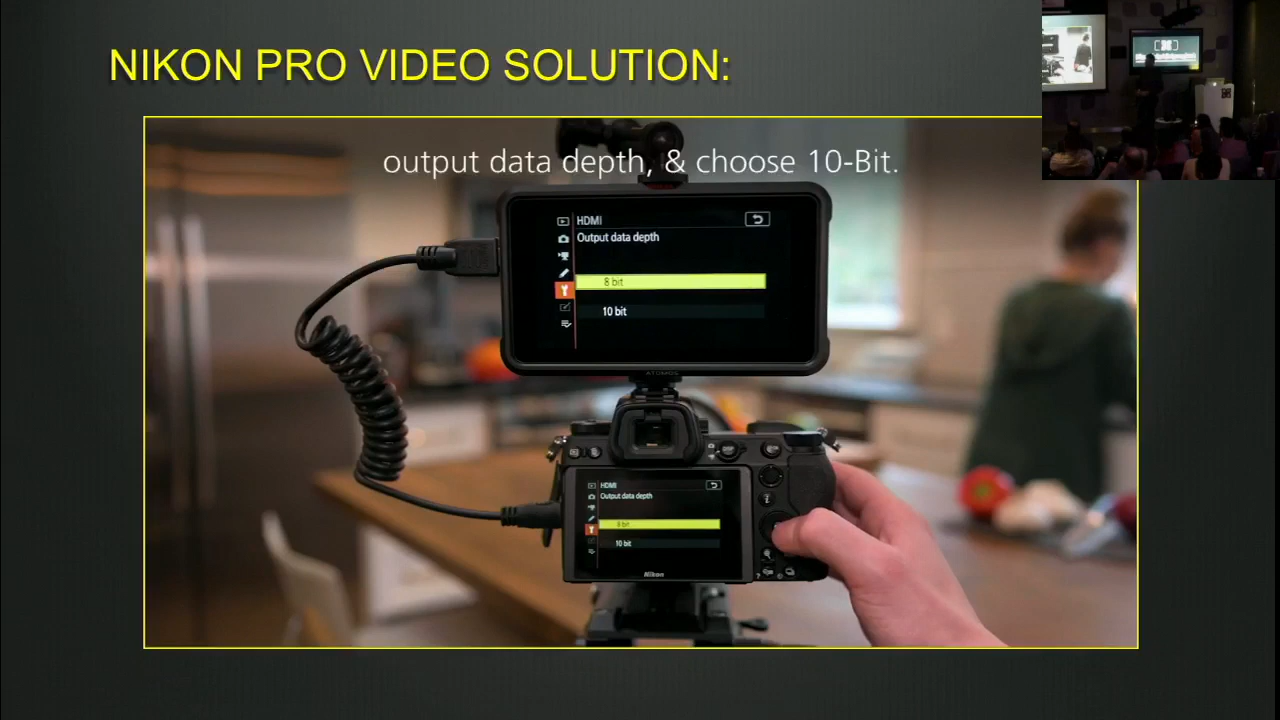 NIKON PRO VIDEO SOLUTION:
output data depth, & choose 10-Bit.
HDMI
Output data depth
8 bit
10 bit
ATOMOS
HDMI
Output data depth
8 bit
10 bit
Nikon